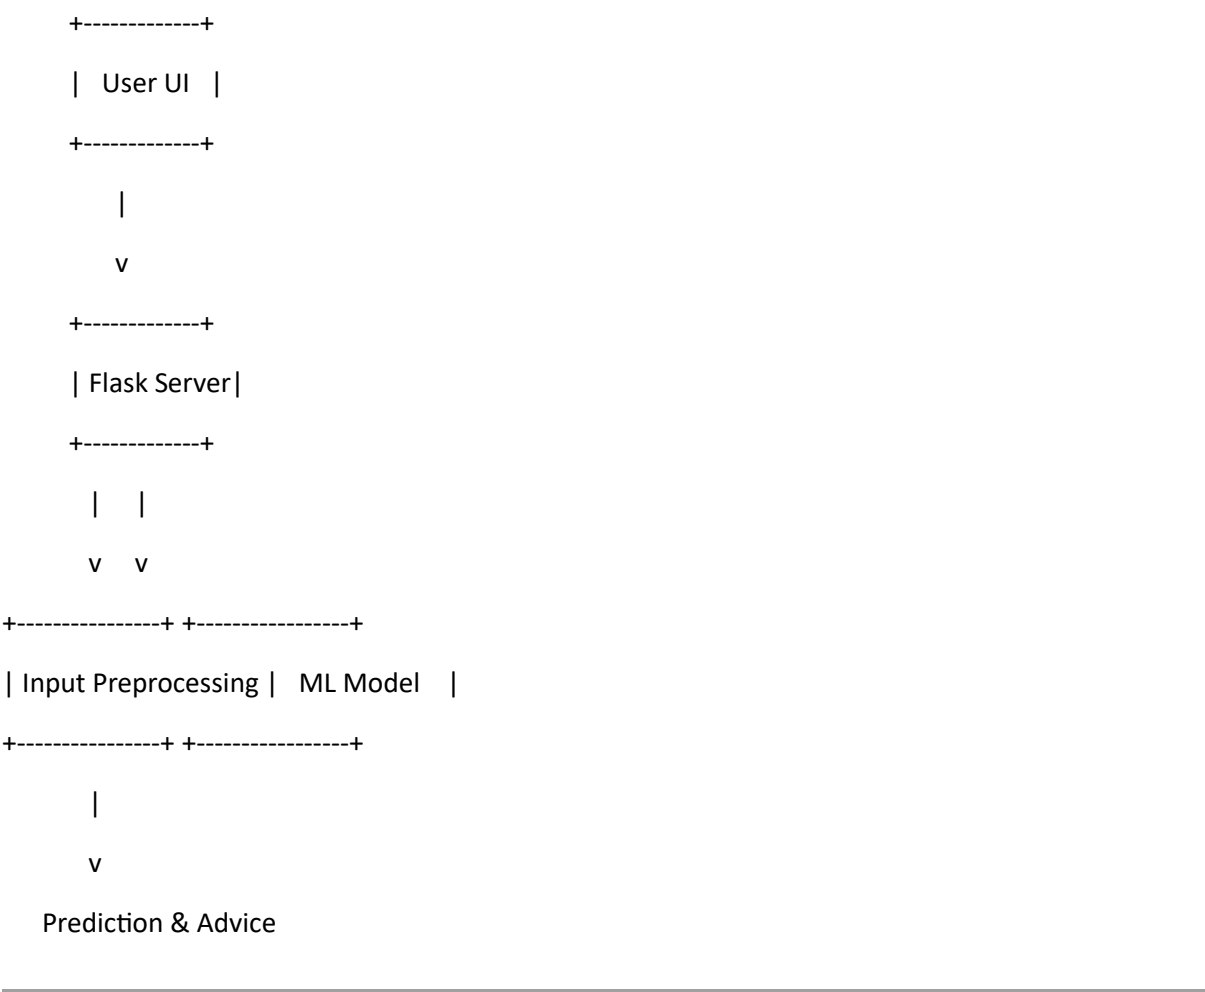 +-------------+
|   User UI   |
+-------------+
|
v
+-------------+
| Flask Server|
+-------------+
|    |
v    v
+----------------+ +-----------------+
| Input Preprocessing |   ML Model    |
+----------------+ +-----------------+
|
v
Prediction & Advice